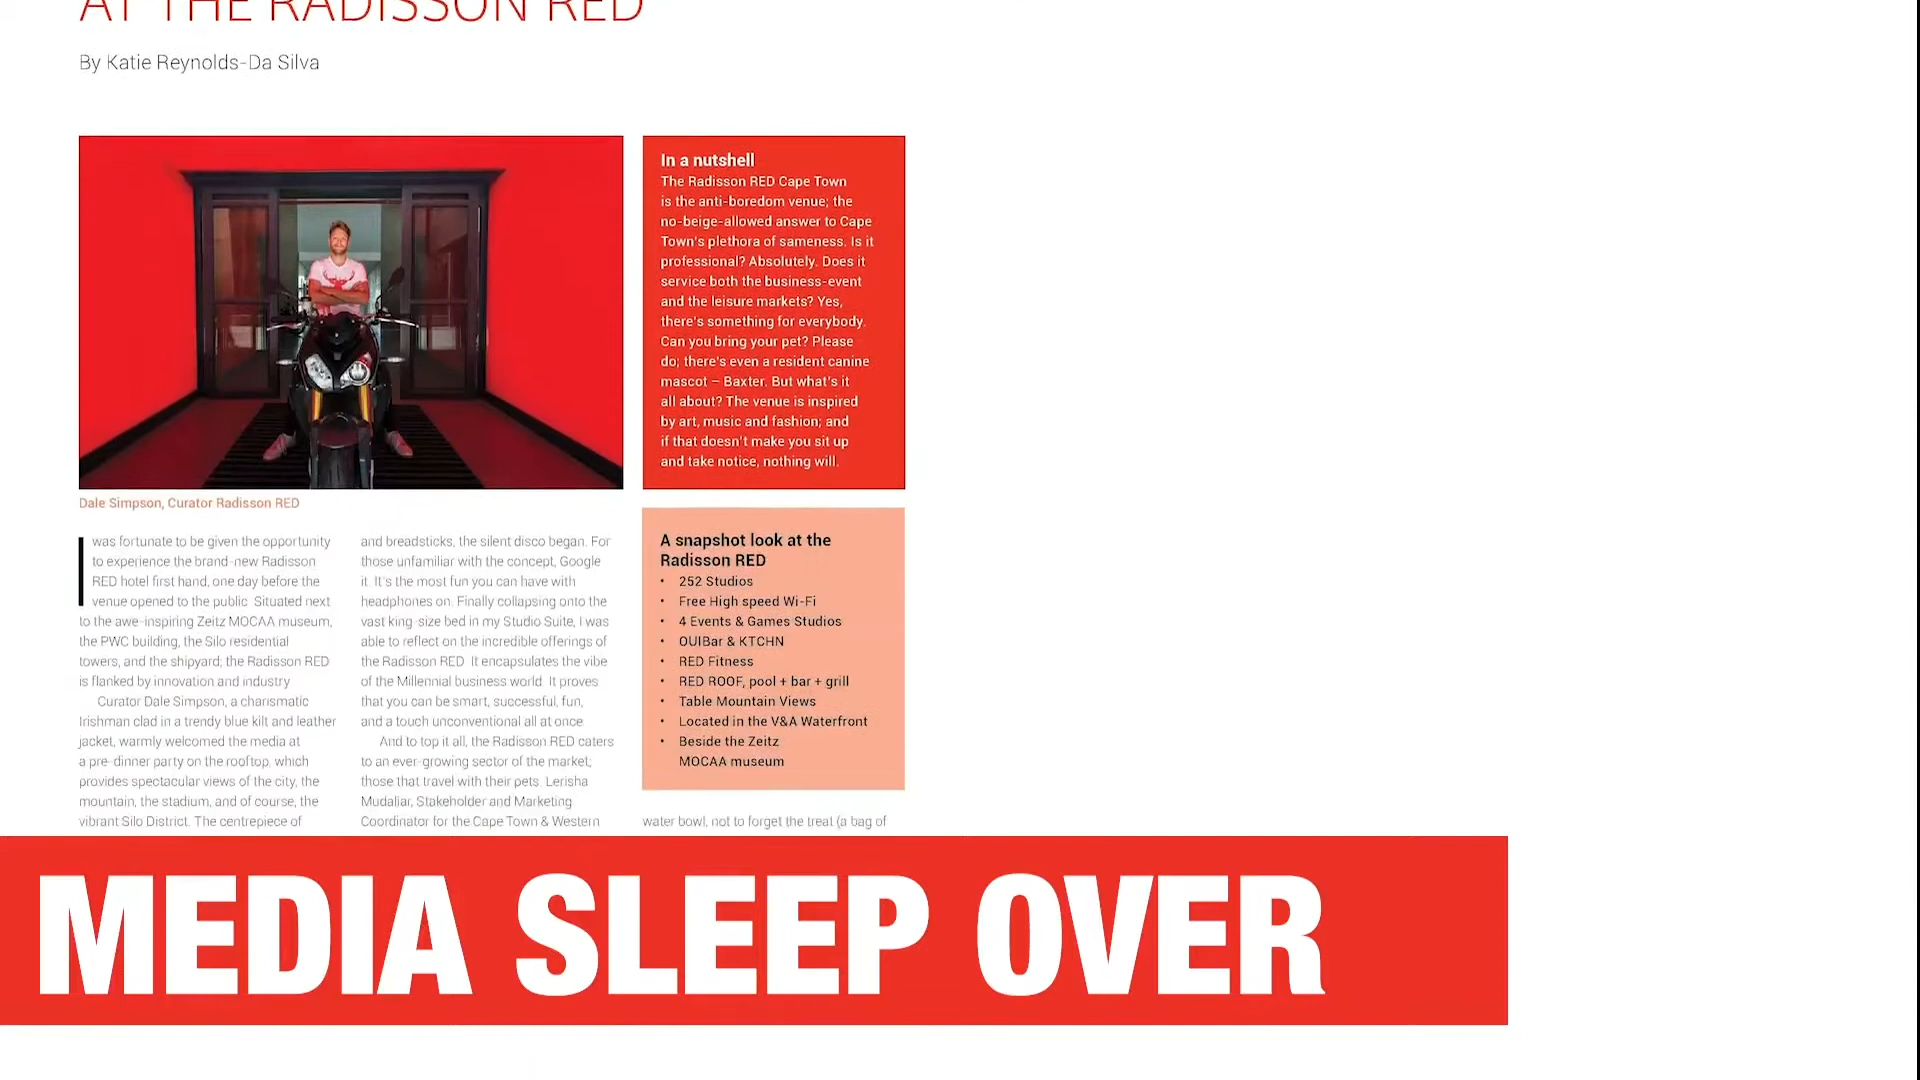 AT THE RADISSON RED
By Katie Reynolds-Da Silva
In a nutshell
The Radisson RED Cape Town
is the anti-boredom venue; the
no-beige-allowed answer to Cape
Town's plethora of sameness. Is it
professional? Absolutely. Does it
service both the business-event
and the leisure markets? Yes,
there's something for everybody.
Can you bring your pet? Please
do; there's even a resident canine
mascot – Baxter. But what's it
all about? The venue is inspired
by art, music and fashion; and
if that doesn't make you sit up
and take notice, nothing will.
Dale Simpson, Curator Radisson RED
I was fortunate to be given the opportunity
to experience the brand-new Radisson
RED hotel first hand, one day before the
venue opened to the public. Situated next
to the awe-inspiring Zeitz MOCAA museum,
the PWC building, the Silo residential
towers, and the shipyard; the Radisson RED
is flanked by innovation and industry
Curator Dale Simpson, a charismatic
Irishman clad in a trendy blue kilt and leather
jacket, warmly welcomed the media at
a pre-dinner party on the rooftop, which
provides spectacular views of the city, the
mountain, the stadium, and of course, the
vibrant Silo District. The centrepiece of
and breadsticks, the silent disco began. For
those unfamiliar with the concept, Google
it. It's the most fun you can have with
headphones on. Finally collapsing onto the
vast king-size bed in my Studio Suite, I was
able to reflect on the incredible offerings of
the Radisson RED. It encapsulates the vibe
of the Millennial business world. It proves
that you can be smart, successful, fun,
and a touch unconventional all at once
And to top it all, the Radisson RED caters
to an ever-growing sector of the market;
those that travel with their pets. Lerisha
Mudaliar, Stakeholder and Marketing
Coordinator for the Cape Town & Western
A snapshot look at the
Radisson RED
• 252 Studios
• Free High speed Wi-Fi
• 4 Events & Games Studios
• OUIBar & KTCHN
• RED Fitness
• RED ROOF, pool + bar + grill
• Table Mountain Views
• Located in the V&A Waterfront
• Beside the Zeitz
MOCAA museum
water bowl, not to forget the treat (a bag of
MEDIA SLEEP OVER